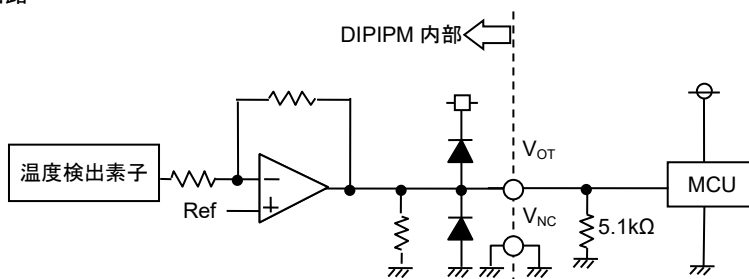 DIPIPM 内部
温度検出素子
Ref
−
+
VOT
VNC
5.1kΩ
MCU